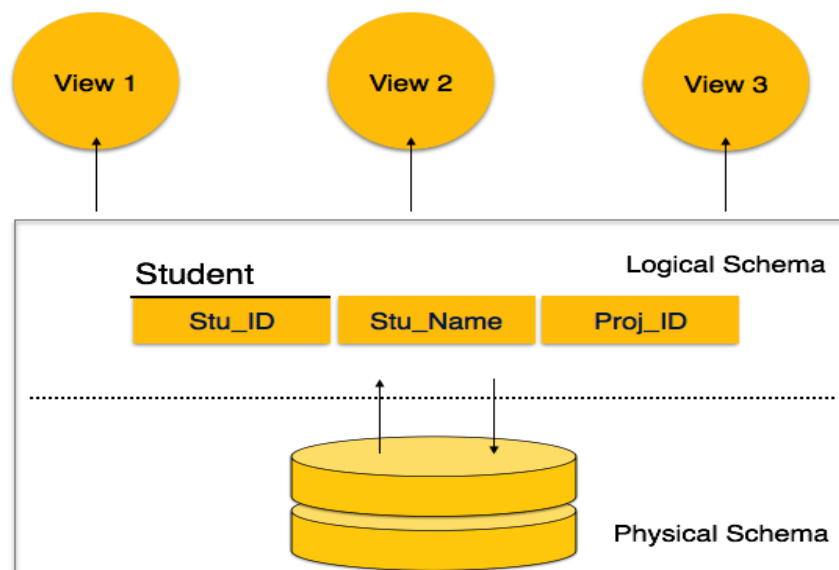 View 1
View 2
View 3
Logical Schema
Student
Stu_ID
Stu_Name
Proj_ID
Physical Schema